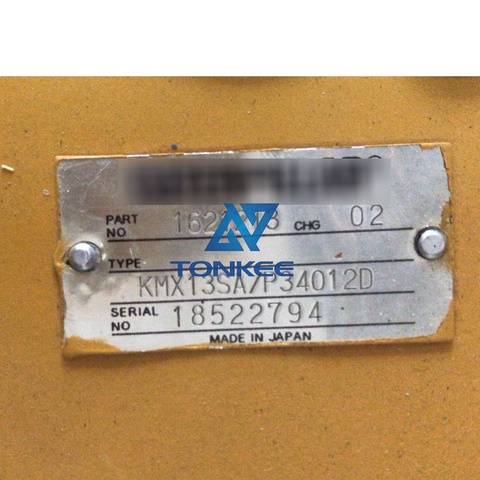 PART NO CHG 02
TYPE
TONKEE
KMX13SA/P34012D
SERIAL NO 18522794
MADE IN JAPAN